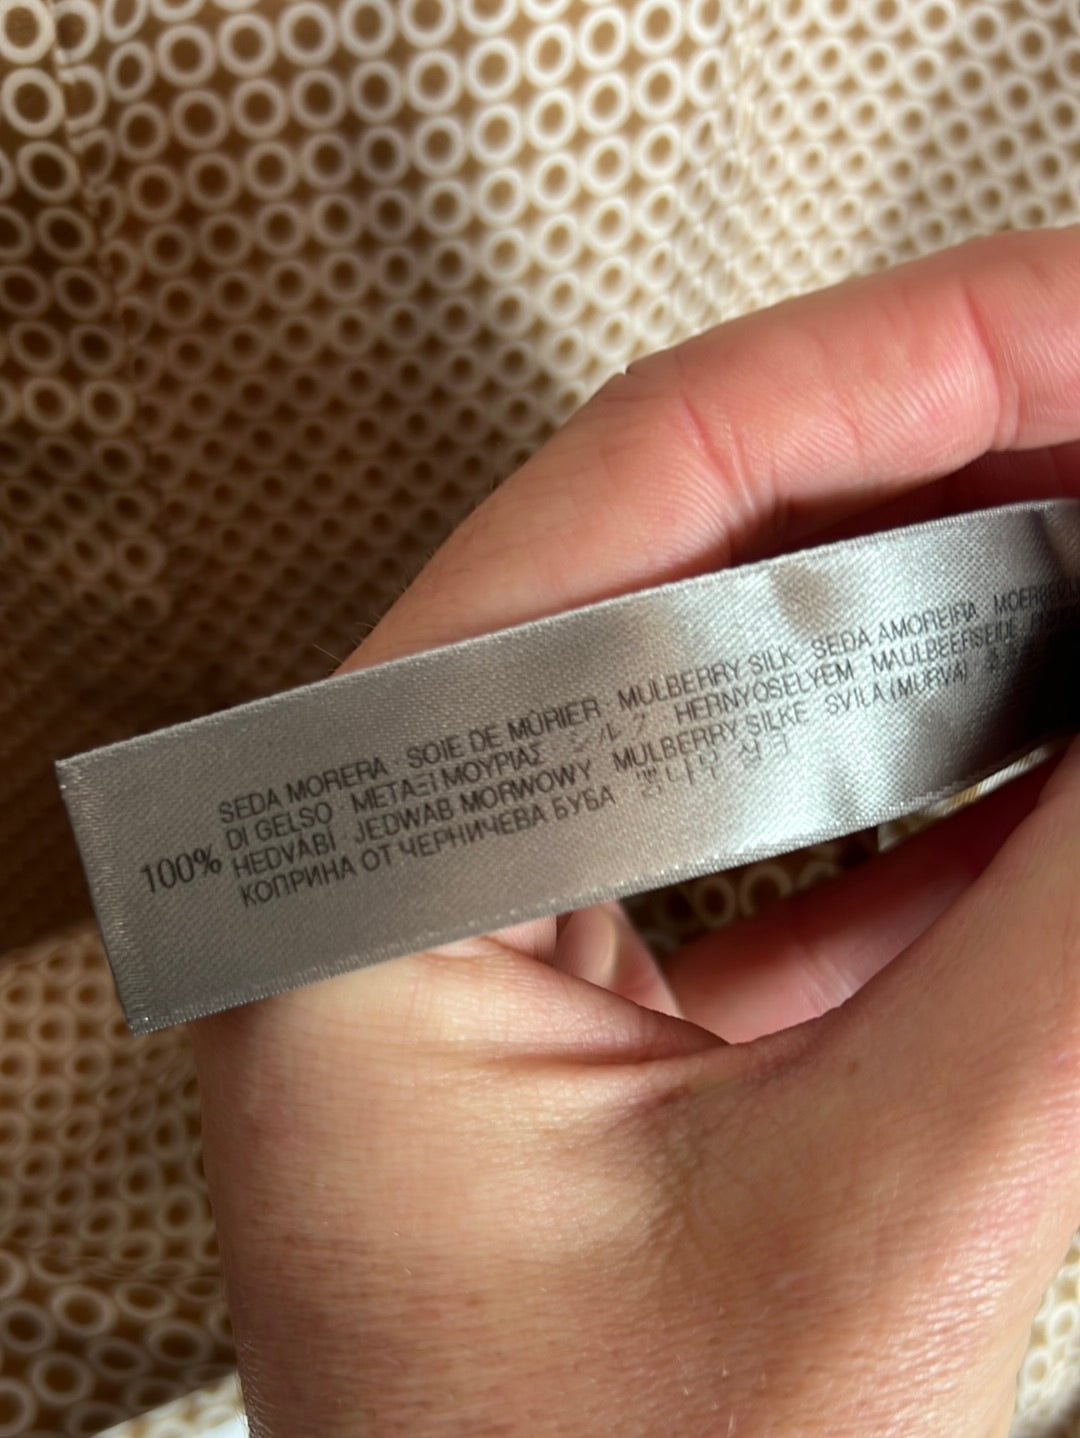 SEDA MORERA SOIE DE MÛRIER MULBERRY SILK SEDA AMOREIRA
DI GELSO ΜΕΤΑΞΙ ΜΟΥΡΙΑΣ シルク HERNYÓSELYEM MAULBEERSEIDE
100% HEDVÁBÍ JEDWAB MORWOWY MULBERRY SILKE SVILA (MURVA)
КОПРИНА ОТ ЧЕРНИЧЕВА БУБА